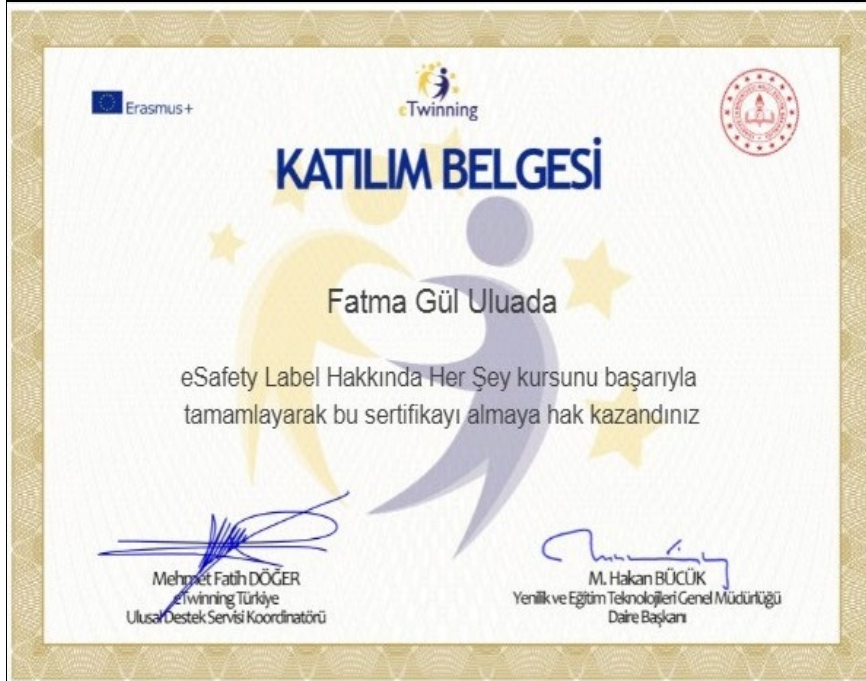 Erasmus+
eTwinning
KATILIM BELGESİ
Fatma Gül Uluada
eSafety Label Hakkında Her Şey kursunu başarıyla
tamamlayarak bu sertifikayı almaya hak kazandınız
Mehmet Fatih DÖĞER
eTwinning Türkiye
Ulusal Destek Servisi Koordinatörü
M. Hakan BÜCÜK
Yenilik ve Eğitim Teknolojileri Genel Müdürlüğü
Daire Başkanı